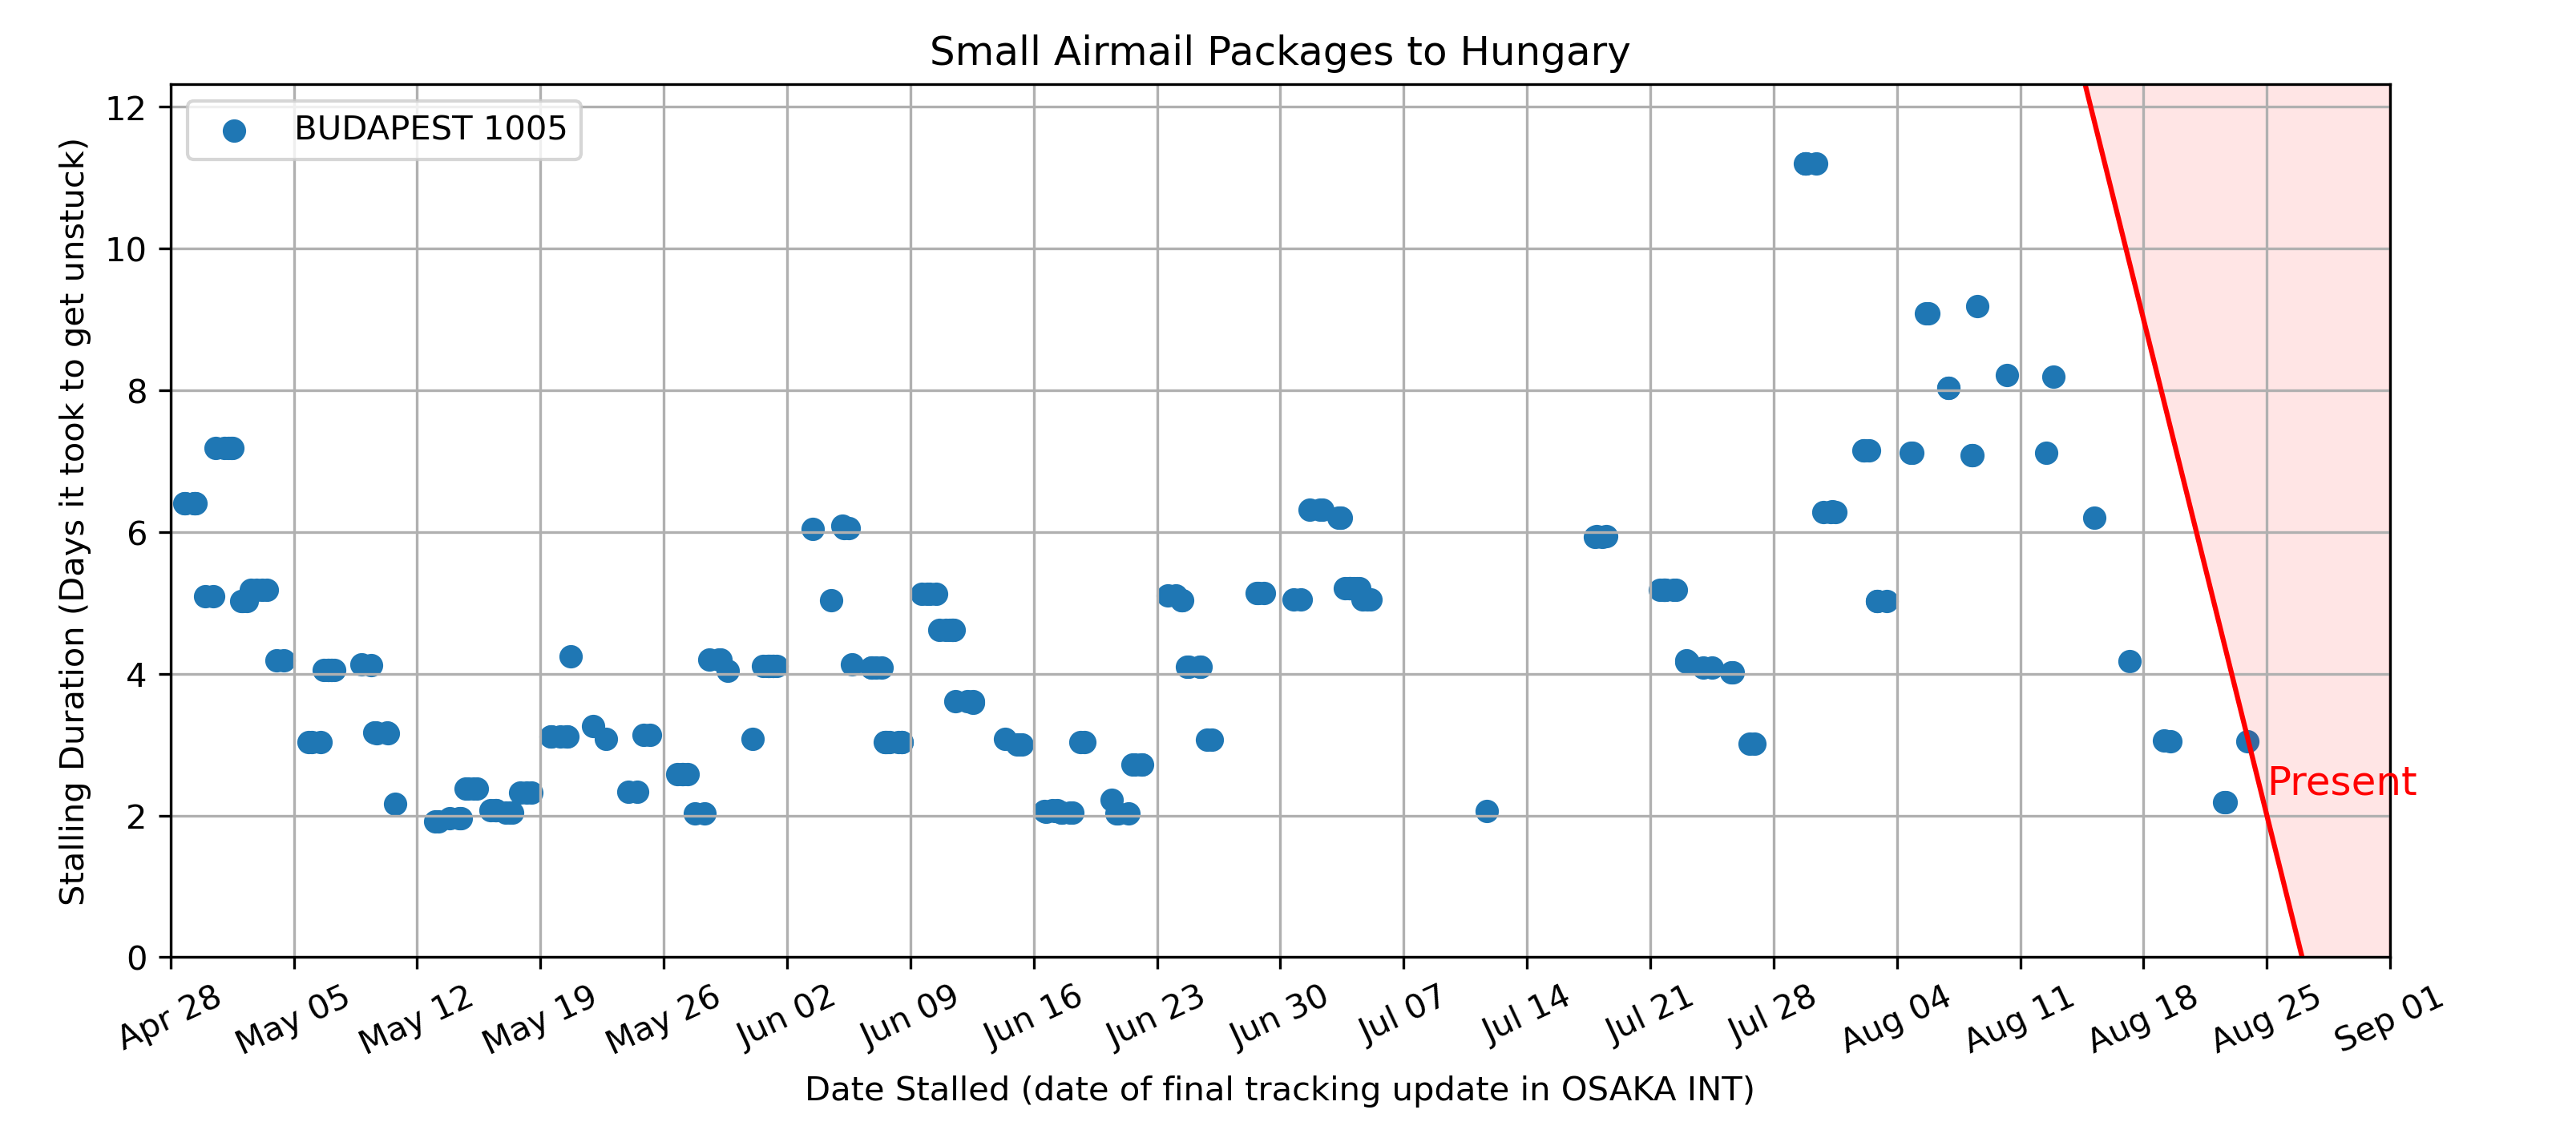 Small Airmail Packages to Hungary
BUDAPEST 1005
Stalling Duration (Days it took to get unstuck)
12
10
8
6
4
2
0
Present
Apr 28
May 05
May 12
May 19
May 26
Jun 02
Jun 09
Jun 16
Jun 23
Jun 30
Jul 07
Jul 14
Jul 21
Jul 28
Aug 04
Aug 11
Aug 18
Aug 25
Sep 01
Date Stalled (date of final tracking update in OSAKA INT)